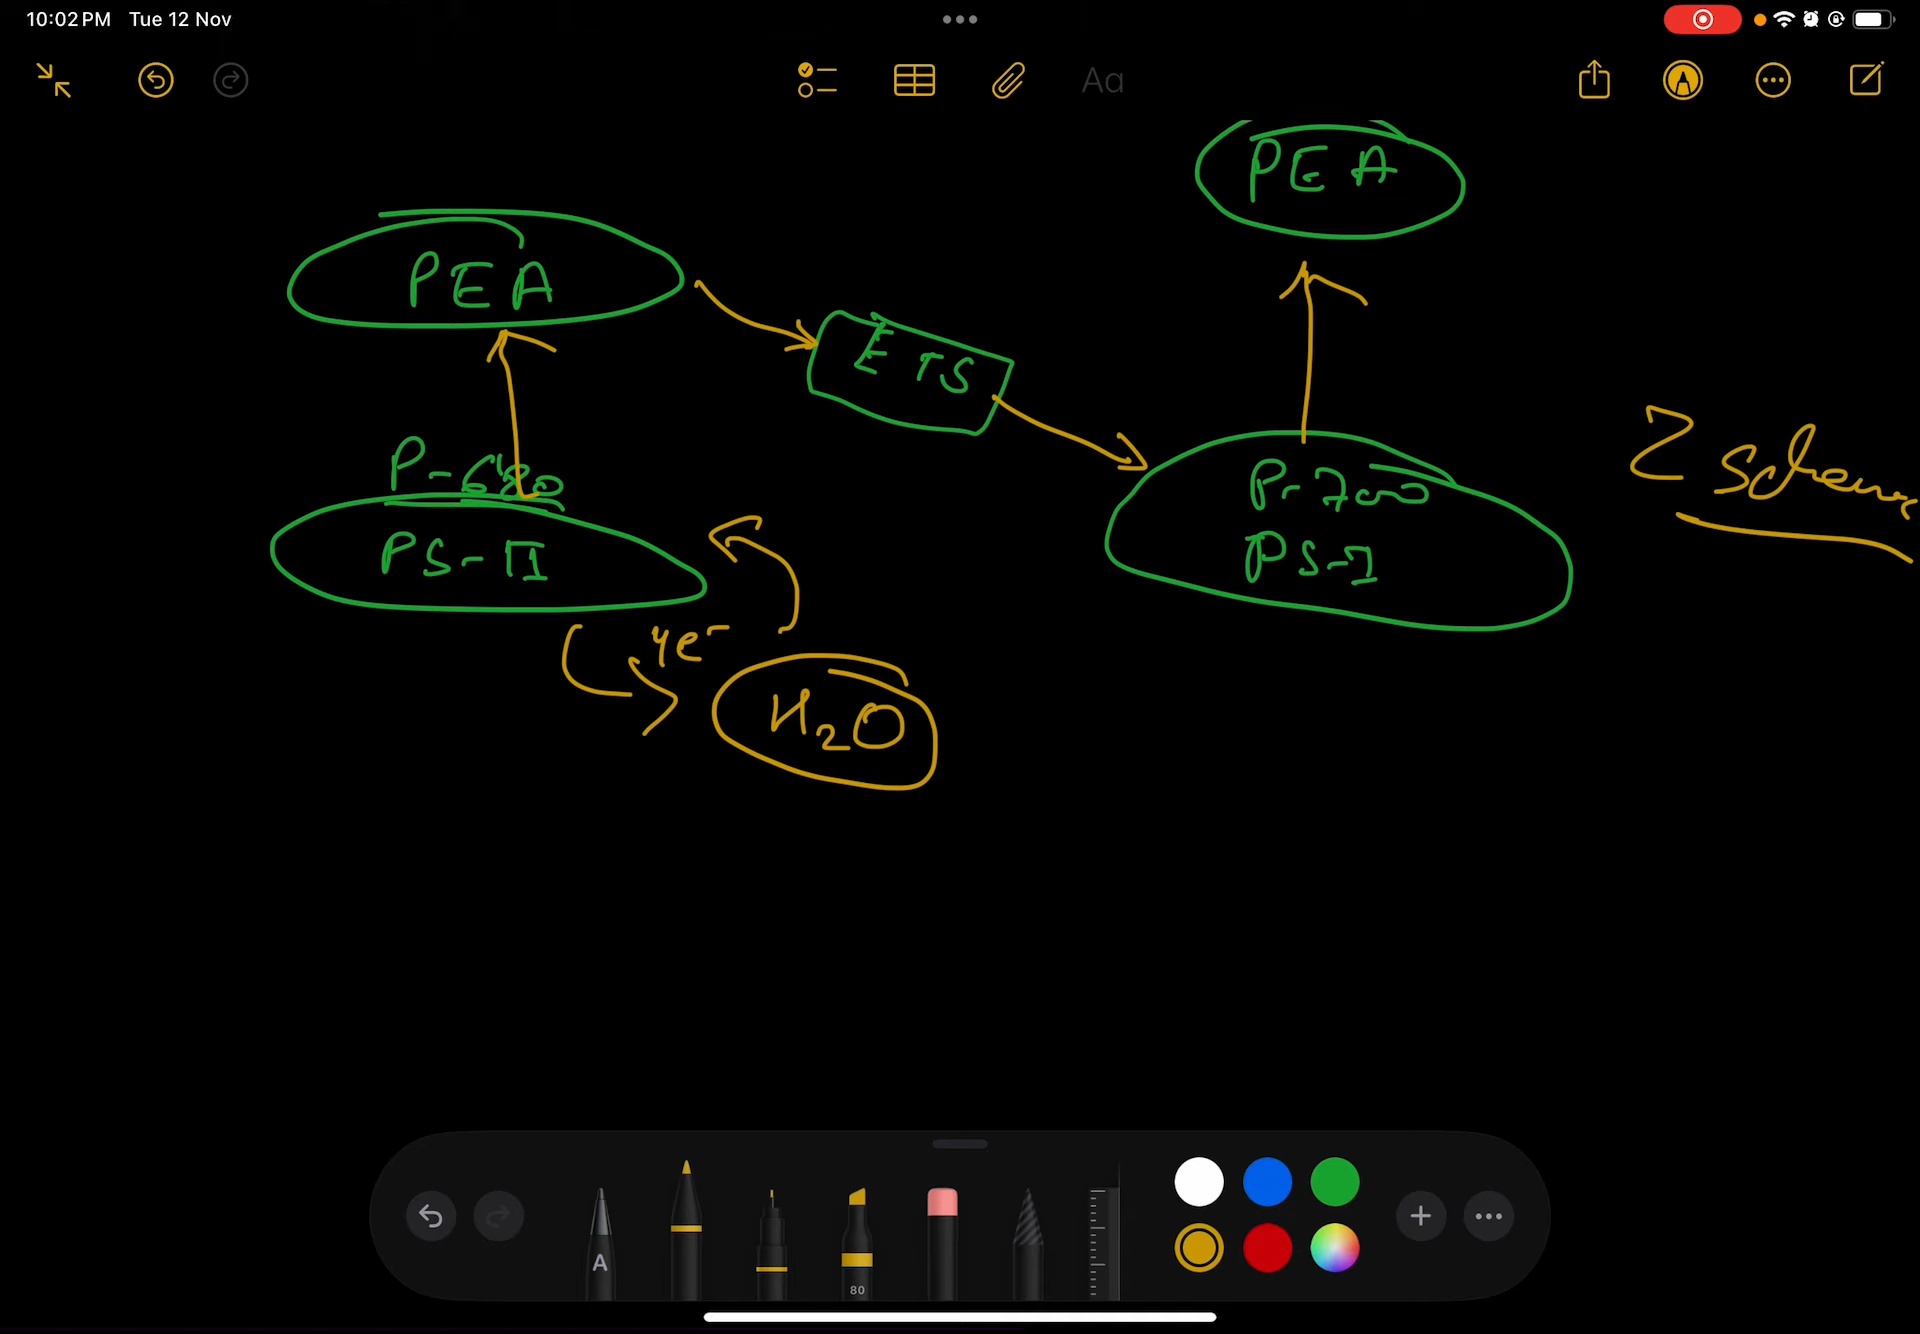 10:02 PM Tue 12 Nov
Aa
PEA
PEA
ETS
P-680
PS-II
P-700
PS-I
Z Scheme
4e⁻
H₂O
A
80